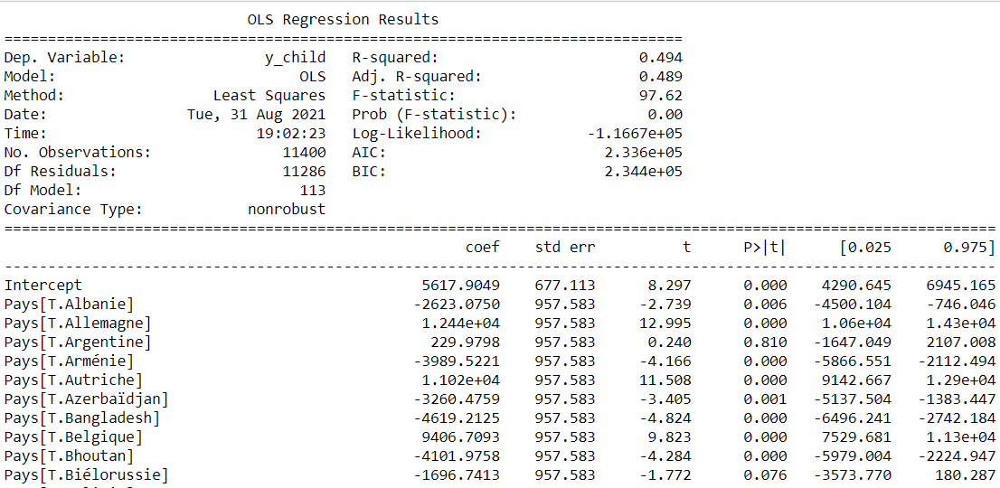 OLS Regression Results
Dep. Variable: y_child R-squared: 0.494
Model: OLS Adj. R-squared: 0.489
Method: Least Squares F-statistic: 97.62
Date: Tue, 31 Aug 2021 Prob (F-statistic): 0.00
Time: 19:02:23 Log-Likelihood: -1.1667e+05
No. Observations: 11400 AIC: 2.336e+05
Df Residuals: 11286 BIC: 2.344e+05
Df Model: 113
Covariance Type: nonrobust
coef std err t P>|t| [0.025 0.975]
Intercept 5617.9049 677.113 8.297 0.000 4290.645 6945.165
Pays[T.Albanie] -2623.0750 957.583 -2.739 0.006 -4500.104 -746.046
Pays[T.Allemagne] 1.244e+04 957.583 12.995 0.000 1.06e+04 1.43e+04
Pays[T.Argentine] 229.9798 957.583 0.240 0.810 -1647.049 2107.008
Pays[T.Arménie] -3989.5221 957.583 -4.166 0.000 -5866.551 -2112.494
Pays[T.Autriche] 1.102e+04 957.583 11.508 0.000 9142.667 1.29e+04
Pays[T.Azerbaïdjan] -3260.4759 957.583 -3.405 0.001 -5137.504 -1383.447
Pays[T.Bangladesh] -4619.2125 957.583 -4.824 0.000 -6496.241 -2742.184
Pays[T.Belgique] 9406.7093 957.583 9.823 0.000 7529.681 1.13e+04
Pays[T.Bhoutan] -4101.9758 957.583 -4.284 0.000 -5979.004 -2224.947
Pays[T.Biélorussie] -1696.7413 957.583 -1.772 0.076 -3573.770 180.287